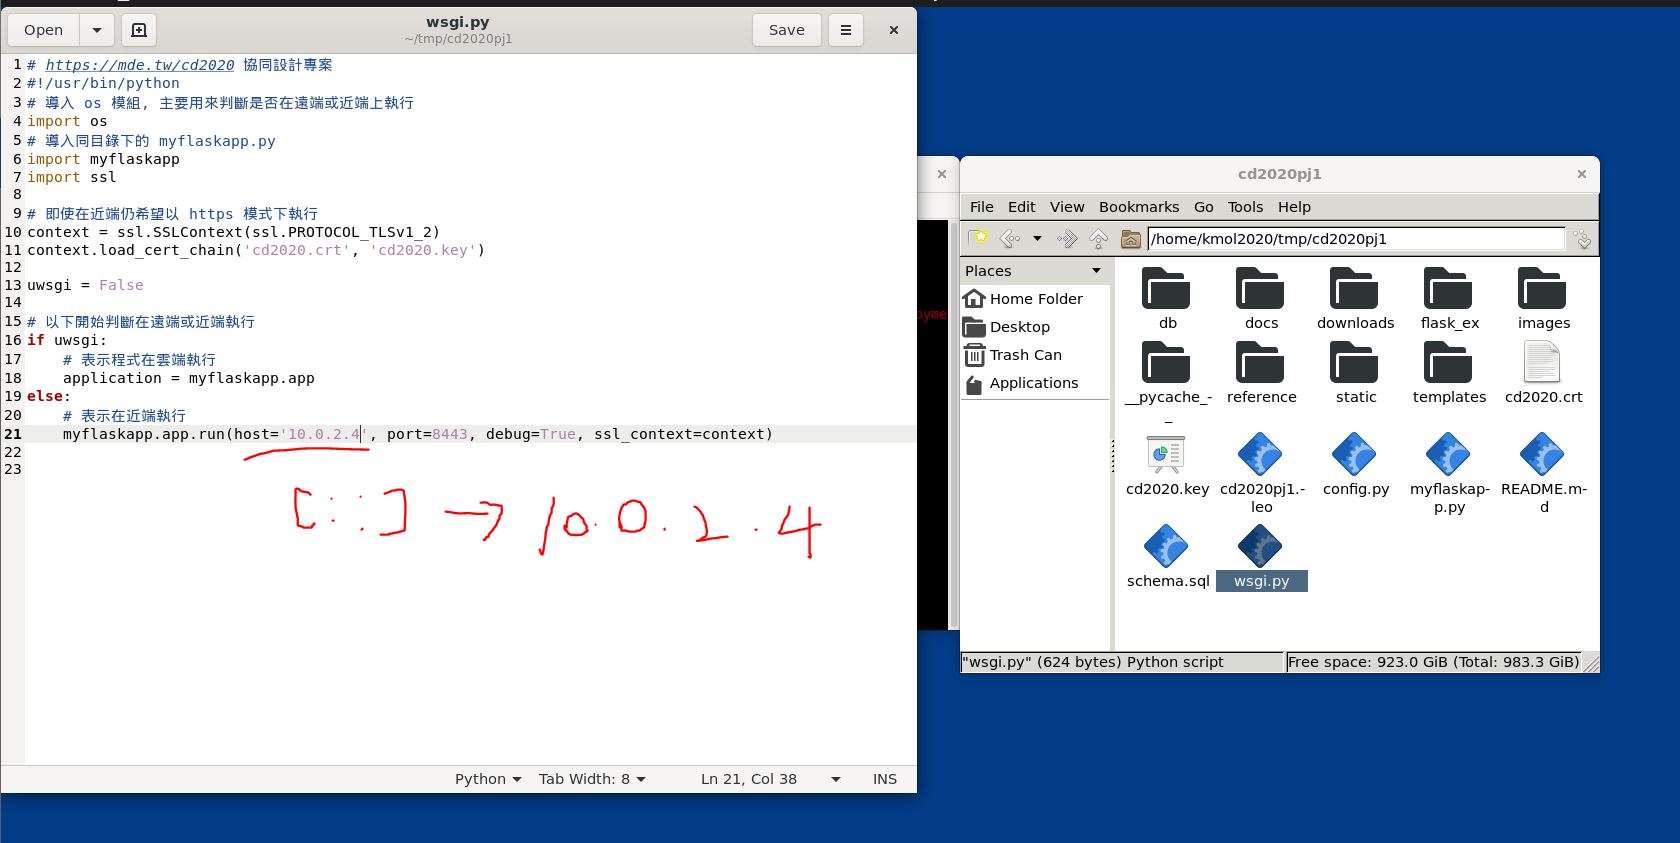 Open
wsgi.py
~/tmp/cd2020pj1
Save
1 # https://mde.tw/cd2020 協同設計專案
2 #!/usr/bin/python
3 # 導入 os 模組, 主要用來判斷是否在遠端或近端上執行
4 import os
5 # 導入同目錄下的 myflaskapp.py
6 import myflaskapp
7 import ssl
8
9 # 即使在近端仍希望以 https 模式下執行
10 context = ssl.SSLContext(ssl.PROTOCOL_TLSv1_2)
11 context.load_cert_chain('cd2020.crt', 'cd2020.key')
12
13 uwsgi = False
14
15 # 以下開始判斷在遠端或近端執行
16 if uwsgi:
17     # 表示程式在雲端執行
18     application = myflaskapp.app
19 else:
20     # 表示在近端執行
21     myflaskapp.app.run(host='10.0.2.4', port=8443, debug=True, ssl_context=context)
22
23
[::] → 10.0.2.4
Python Tab Width: 8 Ln 21, Col 38 INS
cd2020pj1
File Edit View Bookmarks Go Tools Help
/home/kmol2020/tmp/cd2020pj1
Places
Home Folder
Desktop
Trash Can
Applications
db docs downloads flask_ex images
__pycache_-
_
reference static templates cd2020.crt
cd2020.key
cd2020pj1.-
leo
config.py
myflaskap-
p.py
README.m-
d
schema.sql wsgi.py
"wsgi.py" (624 bytes) Python script
Free space: 923.0 GiB (Total: 983.3 GiB)